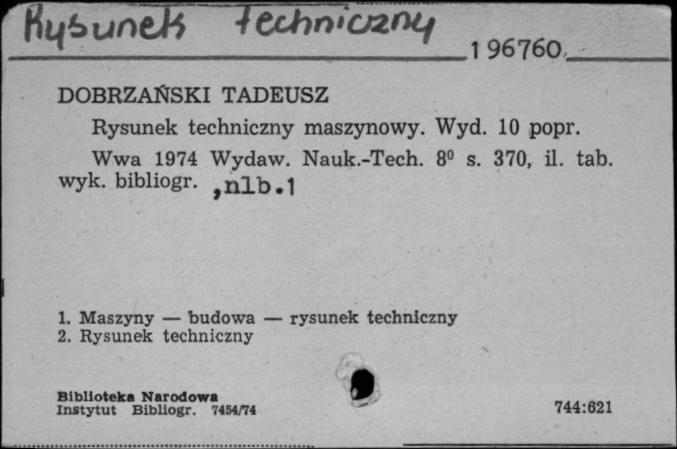 Rysunek techniczny
196760
DOBRZAŃSKI TADEUSZ
Rysunek techniczny maszynowy. Wyd. 10 popr.
Wwa 1974 Wydaw. Nauk.-Tech. 8⁰ s. 370, il. tab.
wyk. bibliogr. ,nlb.1
1. Maszyny — budowa — rysunek techniczny
2. Rysunek techniczny
Biblioteka Narodowa
Instytut Bibliogr. 7454/74
744:621